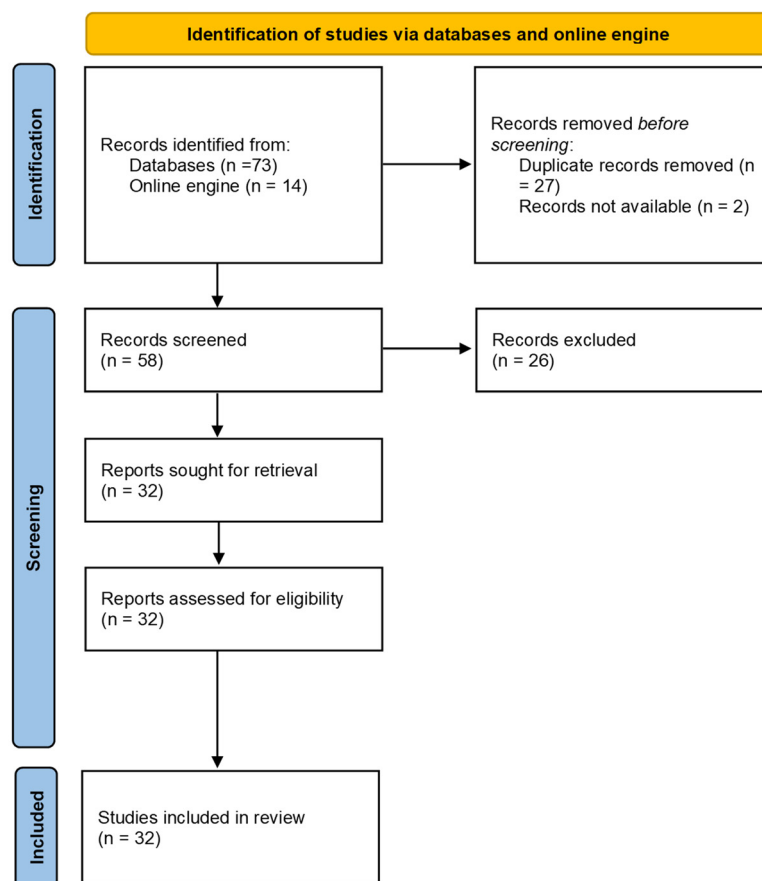 Identification of studies via databases and online engine
Identification
Records identified from:
Databases (n =73)
Online engine (n = 14)
Records removed before
screening:
Duplicate records removed (n
= 27)
Records not available (n = 2)
Screening
Records screened
(n = 58)
Records excluded
(n = 26)
Reports sought for retrieval
(n = 32)
Reports assessed for eligibility
(n = 32)
Included
Studies included in review
(n = 32)